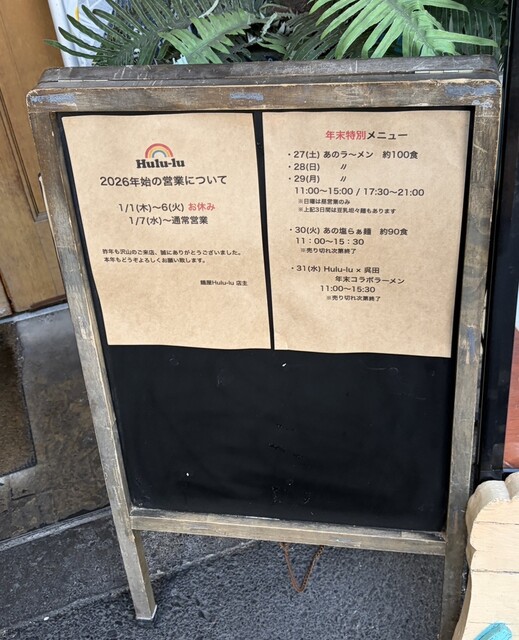 Hulu-lu
2026年始の営業について
1/1(木)〜6(火) お休み
1/7(水)〜通常営業
昨年も沢山のご来店、誠にありがとうございました。
本年もどうぞよろしくお願い致します。
麺屋Hulu-lu 店主
年末特別メニュー
・27(土) あのラ〜メン 約100食
・28(日) 〃
・29(月) 〃
11:00〜15:00 / 17:30〜21:00
※日曜は昼営業のみ
※上記3日間は豆乳坦々麺もあります
・30(火) あの塩らぁ麺 約90食
11:00〜15:30
※売り切れ次第終了
・31(水) Hulu-lu × 呉田
年末コラボラーメン
11:00〜15:30
※売り切れ次第終了